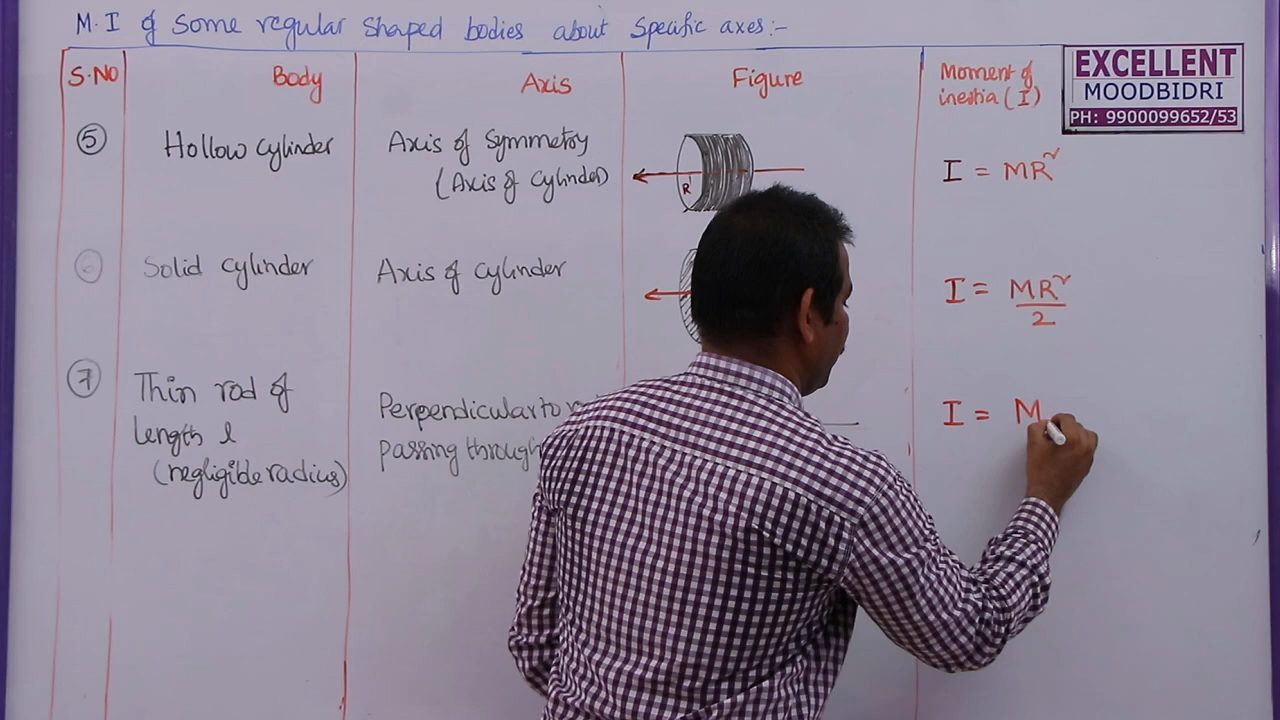 M.I of Some regular shaped bodies about Specific axes:-
S.No Body Axis Figure Moment of inertia (I)
EXCELLENT
MOODBIDRI
PH: 9900099652/53
5 Hollow cylinder Axis of Symmetry (Axis of Cylinder) R I = MR²
6 Solid cylinder Axis of cylinder I = MR²/2
7 Thin rod of length l (negligible radius) Perpendicular to passing through I = M